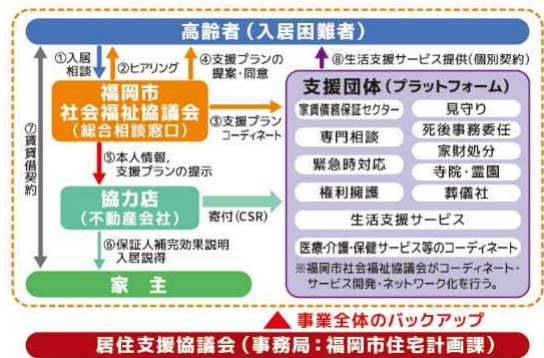 高齢者(入居困難者)
①入居
相談
②ヒアリング
④支援プランの
提案・同意
⑧生活支援サービス提供(個別契約)
福岡市
社会福祉協議会
(総合相談窓口)
③支援プラン
コーディネート
⑦賃貸借契約
⑤本人情報,
支援プランの提示
協力店
(不動産会社)
寄付(CSR)
⑥保証人補完効果説明
入居説得
家 主
支援団体(プラットフォーム)
家賃債務保証セクター
見守り
専門相談
死後事務委任
緊急時対応
家財処分
権利擁護
寺院・霊園
葬儀社
生活支援サービス
医療・介護・保健サービス等のコーディネート
※福岡市社会福祉協議会がコーディネート・
サービス開発・ネットワーク化を行う。
事業全体のバックアップ
居住支援協議会(事務局:福岡市住宅計画課)